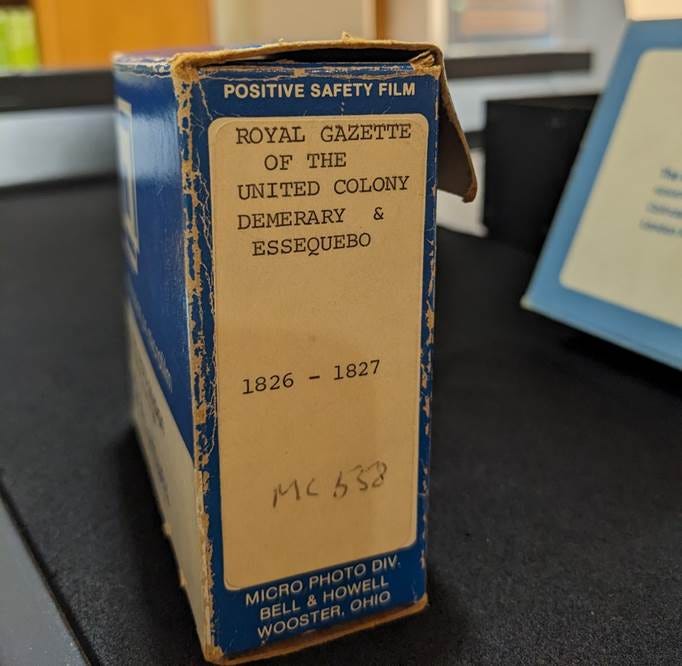 POSITIVE SAFETY FILM
ROYAL GAZETTE
OF THE
UNITED COLONY
DEMERARY &
ESSEQUEBO
1826 - 1827
MC 558
MICRO PHOTO DIV.
BELL & HOWELL
WOOSTER, OHIO